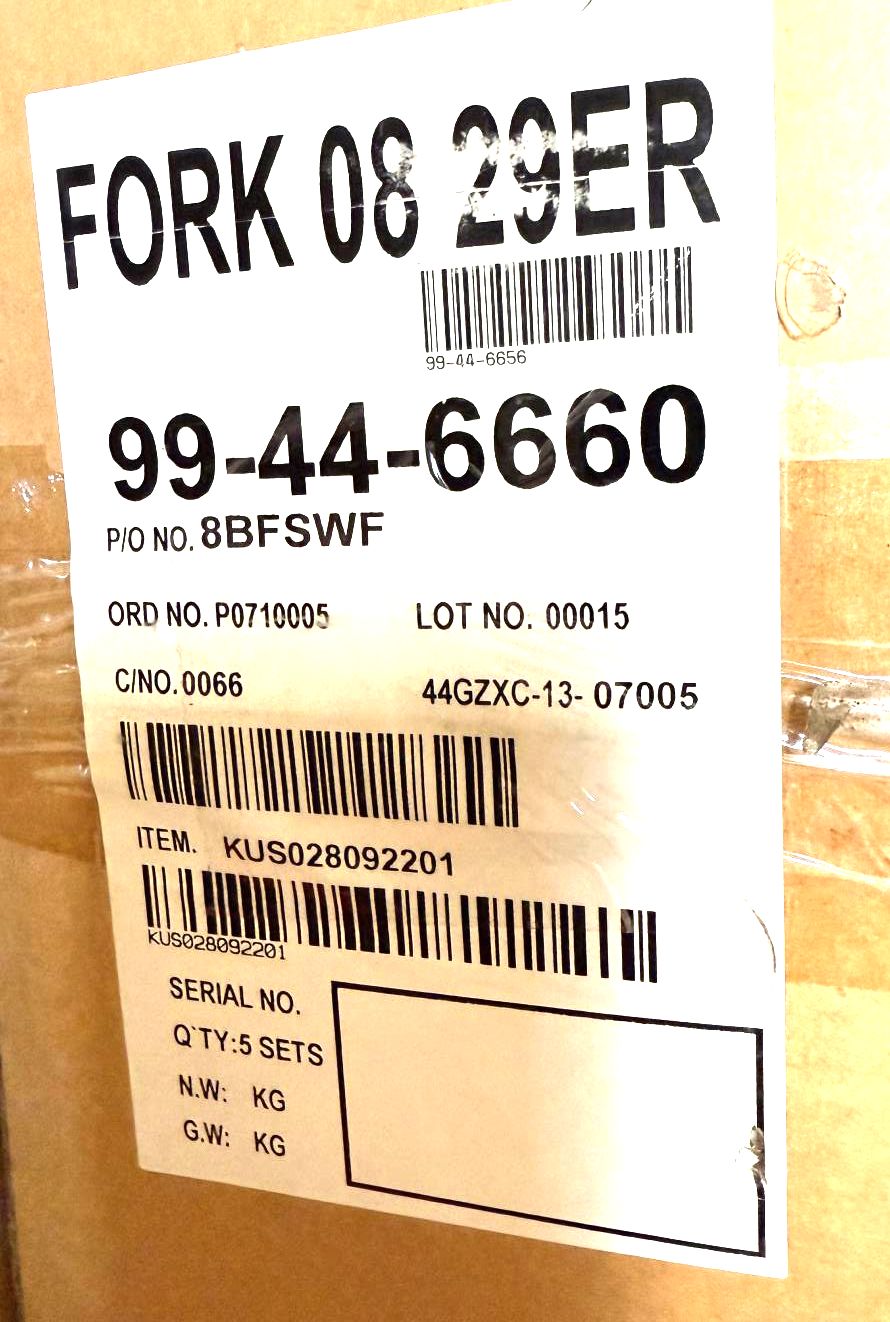 FORK 08 29ER
99-44-6656
99-44-6660
P/O NO. 8BFSWF
ORD NO. P0710005 LOT NO. 00015
C/NO. 0066 44GZXC-13- 07005
ITEM. KUS028092201
KUS028092201
SERIAL NO.
Q`TY:5 SETS
N.W: KG
G.W: KG